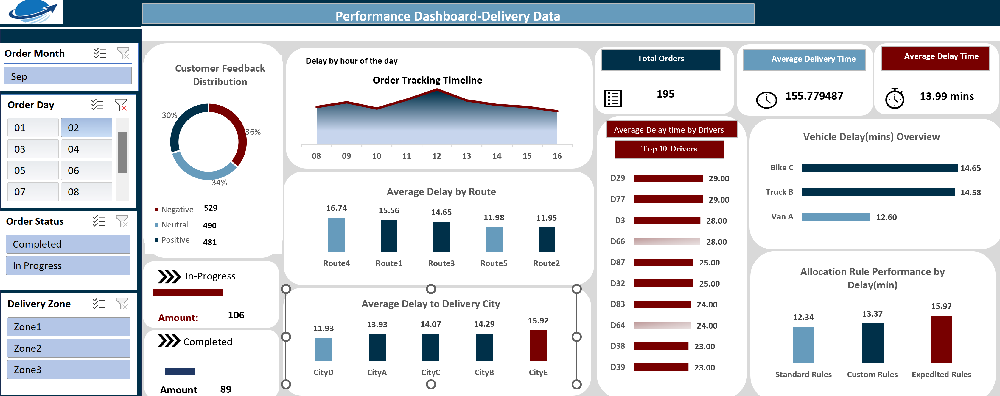 Performance Dashboard-Delivery Data
Order Month
Sep
Order Day
01 02
03 04
05 06
07 08
Order Status
Completed
In Progress
Delivery Zone
Zone1
Zone2
Zone3
Customer Feedback
Distribution
30%
36%
34%
Negative 529
Neutral 490
Positive 481
In-Progress
Amount: 106
Completed
Amount 89
Delay by hour of the day
Order Tracking Timeline
08 09 10 11 12 13 14 15 16
Average Delay by Route
16.74 15.56 14.65 11.98 11.95
Route4 Route1 Route3 Route5 Route2
Average Delay to Delivery City
11.93 13.93 14.07 14.29 15.92
CityD CityA CityC CityB CityE
Total Orders
195
Average Delivery Time
155.779487
Average Delay Time
13.99 mins
Average Delay time by Drivers
Top 10 Drivers
D29 29.00
D77 29.00
D3 28.00
D66 28.00
D87 25.00
D32 25.00
D83 24.00
D64 24.00
D38 23.00
D39 23.00
Vehicle Delay(mins) Overview
Bike C 14.65
Truck B 14.58
Van A 12.60
Allocation Rule Performance by
Delay(min)
12.34 13.37 15.97
Standard Rules Custom Rules Expedited Rules